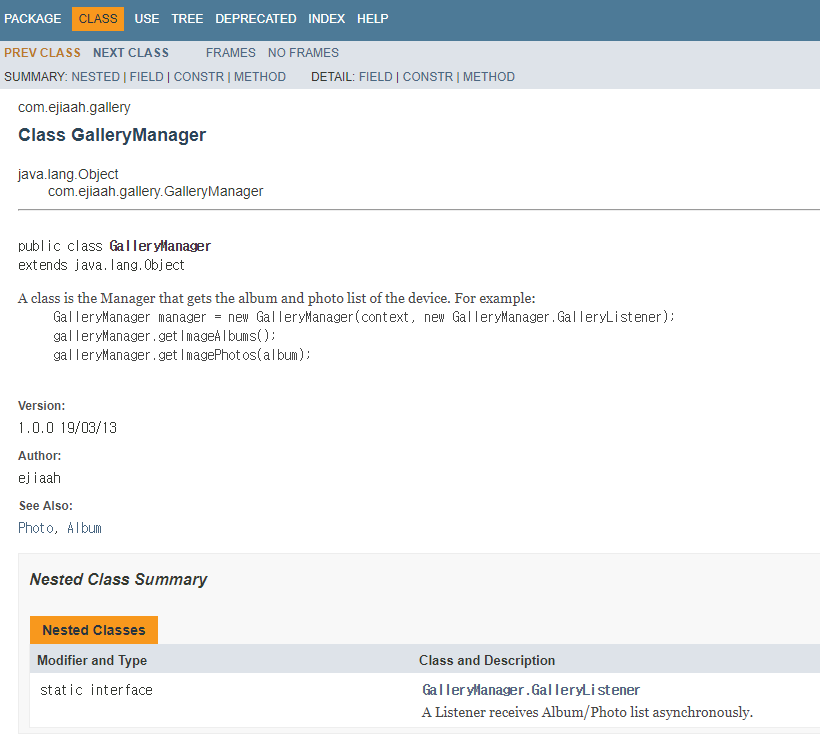 PACKAGE CLASS USE TREE DEPRECATED INDEX HELP
PREV CLASS NEXT CLASS FRAMES NO FRAMES
SUMMARY: NESTED | FIELD | CONSTR | METHOD DETAIL: FIELD | CONSTR | METHOD
com.ejiaah.gallery
Class GalleryManager
java.lang.Object
com.ejiaah.gallery.GalleryManager
public class GalleryManager
extends java.lang.Object
A class is the Manager that gets the album and photo list of the device. For example:
GalleryManager manager = new GalleryManager(context, new GalleryManager.GalleryListener);
galleryManager.getImageAlbums();
galleryManager.getImagePhotos(album);
Version:
1.0.0 19/03/13
Author:
ejiaah
See Also:
Photo, Album
Nested Class Summary
Nested Classes
Modifier and Type Class and Description
static interface GalleryManager.GalleryListener
A Listener receives Album/Photo list asynchronously.